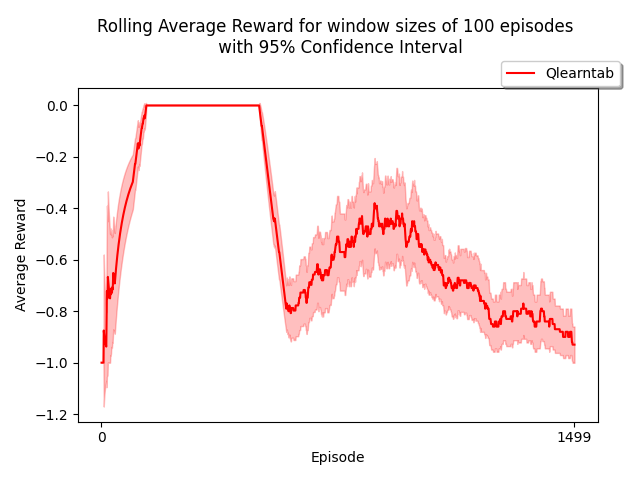 Rolling Average Reward for window sizes of 100 episodes
with 95% Confidence Interval
Qlearntab
0.0
−0.2
−0.4
−0.6
−0.8
−1.0
−1.2
Average Reward
0
1499
Episode